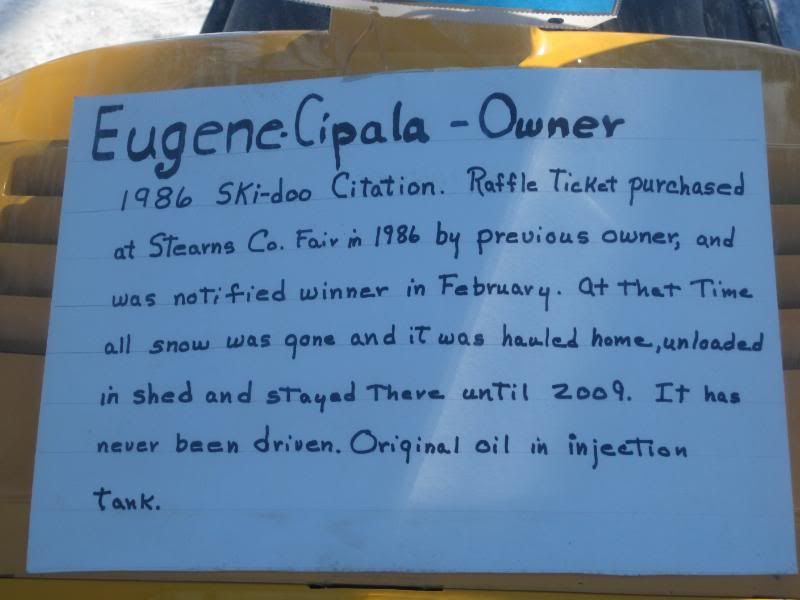 Eugene Cipala - Owner
1986 Ski-doo Citation. Raffle Ticket purchased
at Stearns Co. Fair in 1986 by previous owner, and
was notified winner in February. At that Time
all snow was gone and it was hauled home, unloaded
in shed and stayed There until 2009. It has
never been driven. Original oil in injection
Tank.